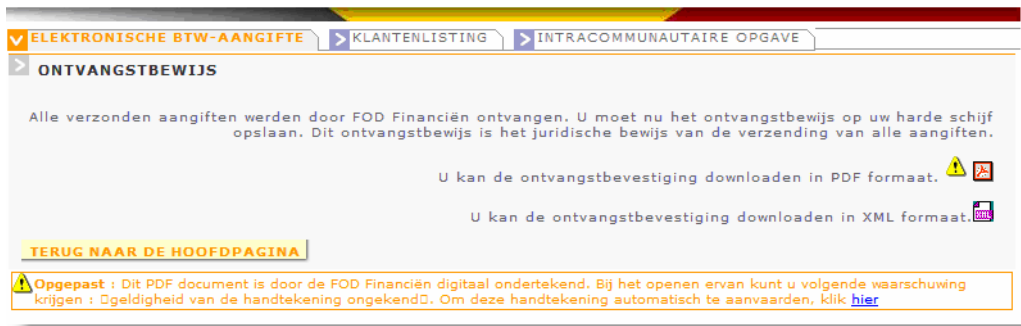 ELEKTRONISCHE BTW-AANGIFTE KLANTENLISTING INTRACOMMUNAUTAIRE OPGAVE
ONTVANGSTBEWIJS
Alle verzonden aangiften werden door FOD Financiën ontvangen. U moet nu het ontvangstbewijs op uw harde schijf
opslaan. Dit ontvangstbewijs is het juridische bewijs van de verzending van alle aangiften.
U kan de ontvangstbevestiging downloaden in PDF formaat.
U kan de ontvangstbevestiging downloaden in XML formaat. XML
TERUG NAAR DE HOOFDPAGINA
Opgepast : Dit PDF document is door de FOD Financiën digitaal ondertekend. Bij het openen ervan kunt u volgende waarschuwing
krijgen : ▯geldigheid van de handtekening ongekend▯. Om deze handtekening automatisch te aanvaarden, klik hier